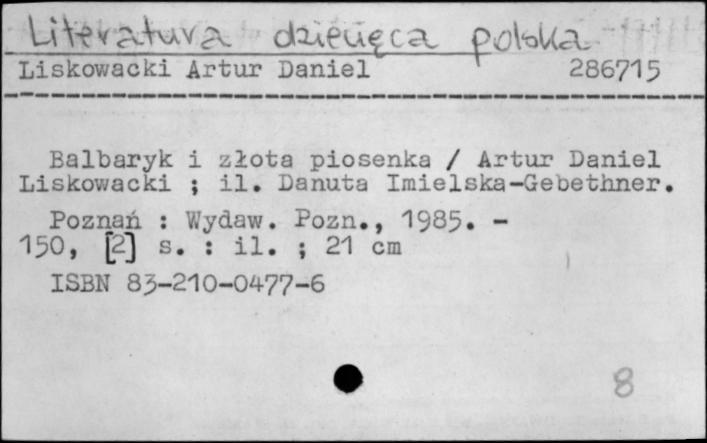 Literatura dziecięca polska
Liskowacki Artur Daniel 286715
Balbaryk i złota piosenka / Artur Daniel
Liskowacki ; il. Danuta Imielska-Gebethner.
Poznań : Wydaw. Pozn., 1985. -
150, [2] s. : il. ; 21 cm
ISBN 83-210-0477-6
8